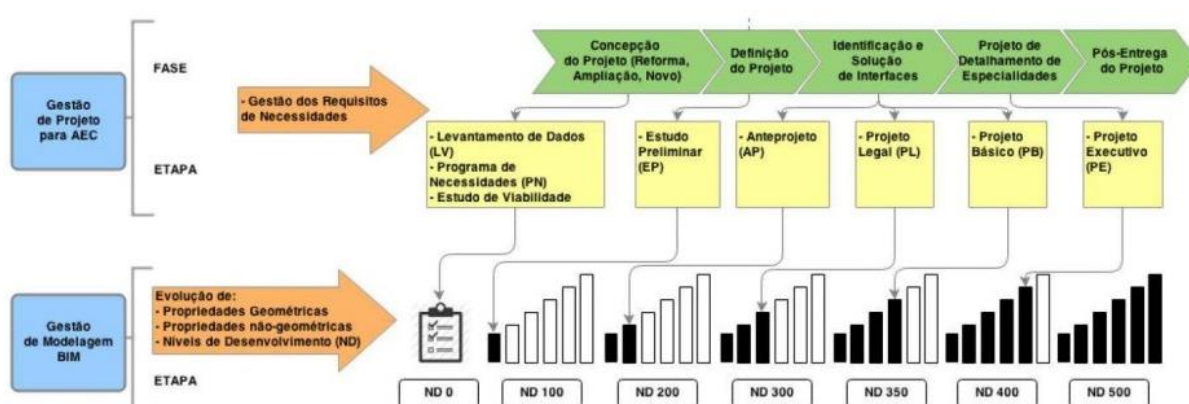 Gestão
de Projeto
para AEC
FASE
ETAPA
- Gestão dos Requisitos
de Necessidades
Concepção
do Projeto (Reforma,
Ampliação, Novo)
Definição
do Projeto
Identificação e
Solução
de Interfaces
Projeto de
Detalhamento de
Especialidades
Pós-Entrega
do Projeto
- Levantamento de Dados
(LV)
- Programa de
Necessidades (PN)
- Estudo de Viabilidade
- Estudo
Preliminar
(EP)
- Anteprojeto
(AP)
- Projeto
Legal (PL)
- Projeto
Básico (PB)
- Projeto
Executivo
(PE)
Gestão
de Modelagem
BIM
Evolução de:
- Propriedades Geométricas
- Propriedades não-geométricas
- Níveis de Desenvolvimento (ND)
ETAPA
ND 0
ND 100
ND 200
ND 300
ND 350
ND 400
ND 500